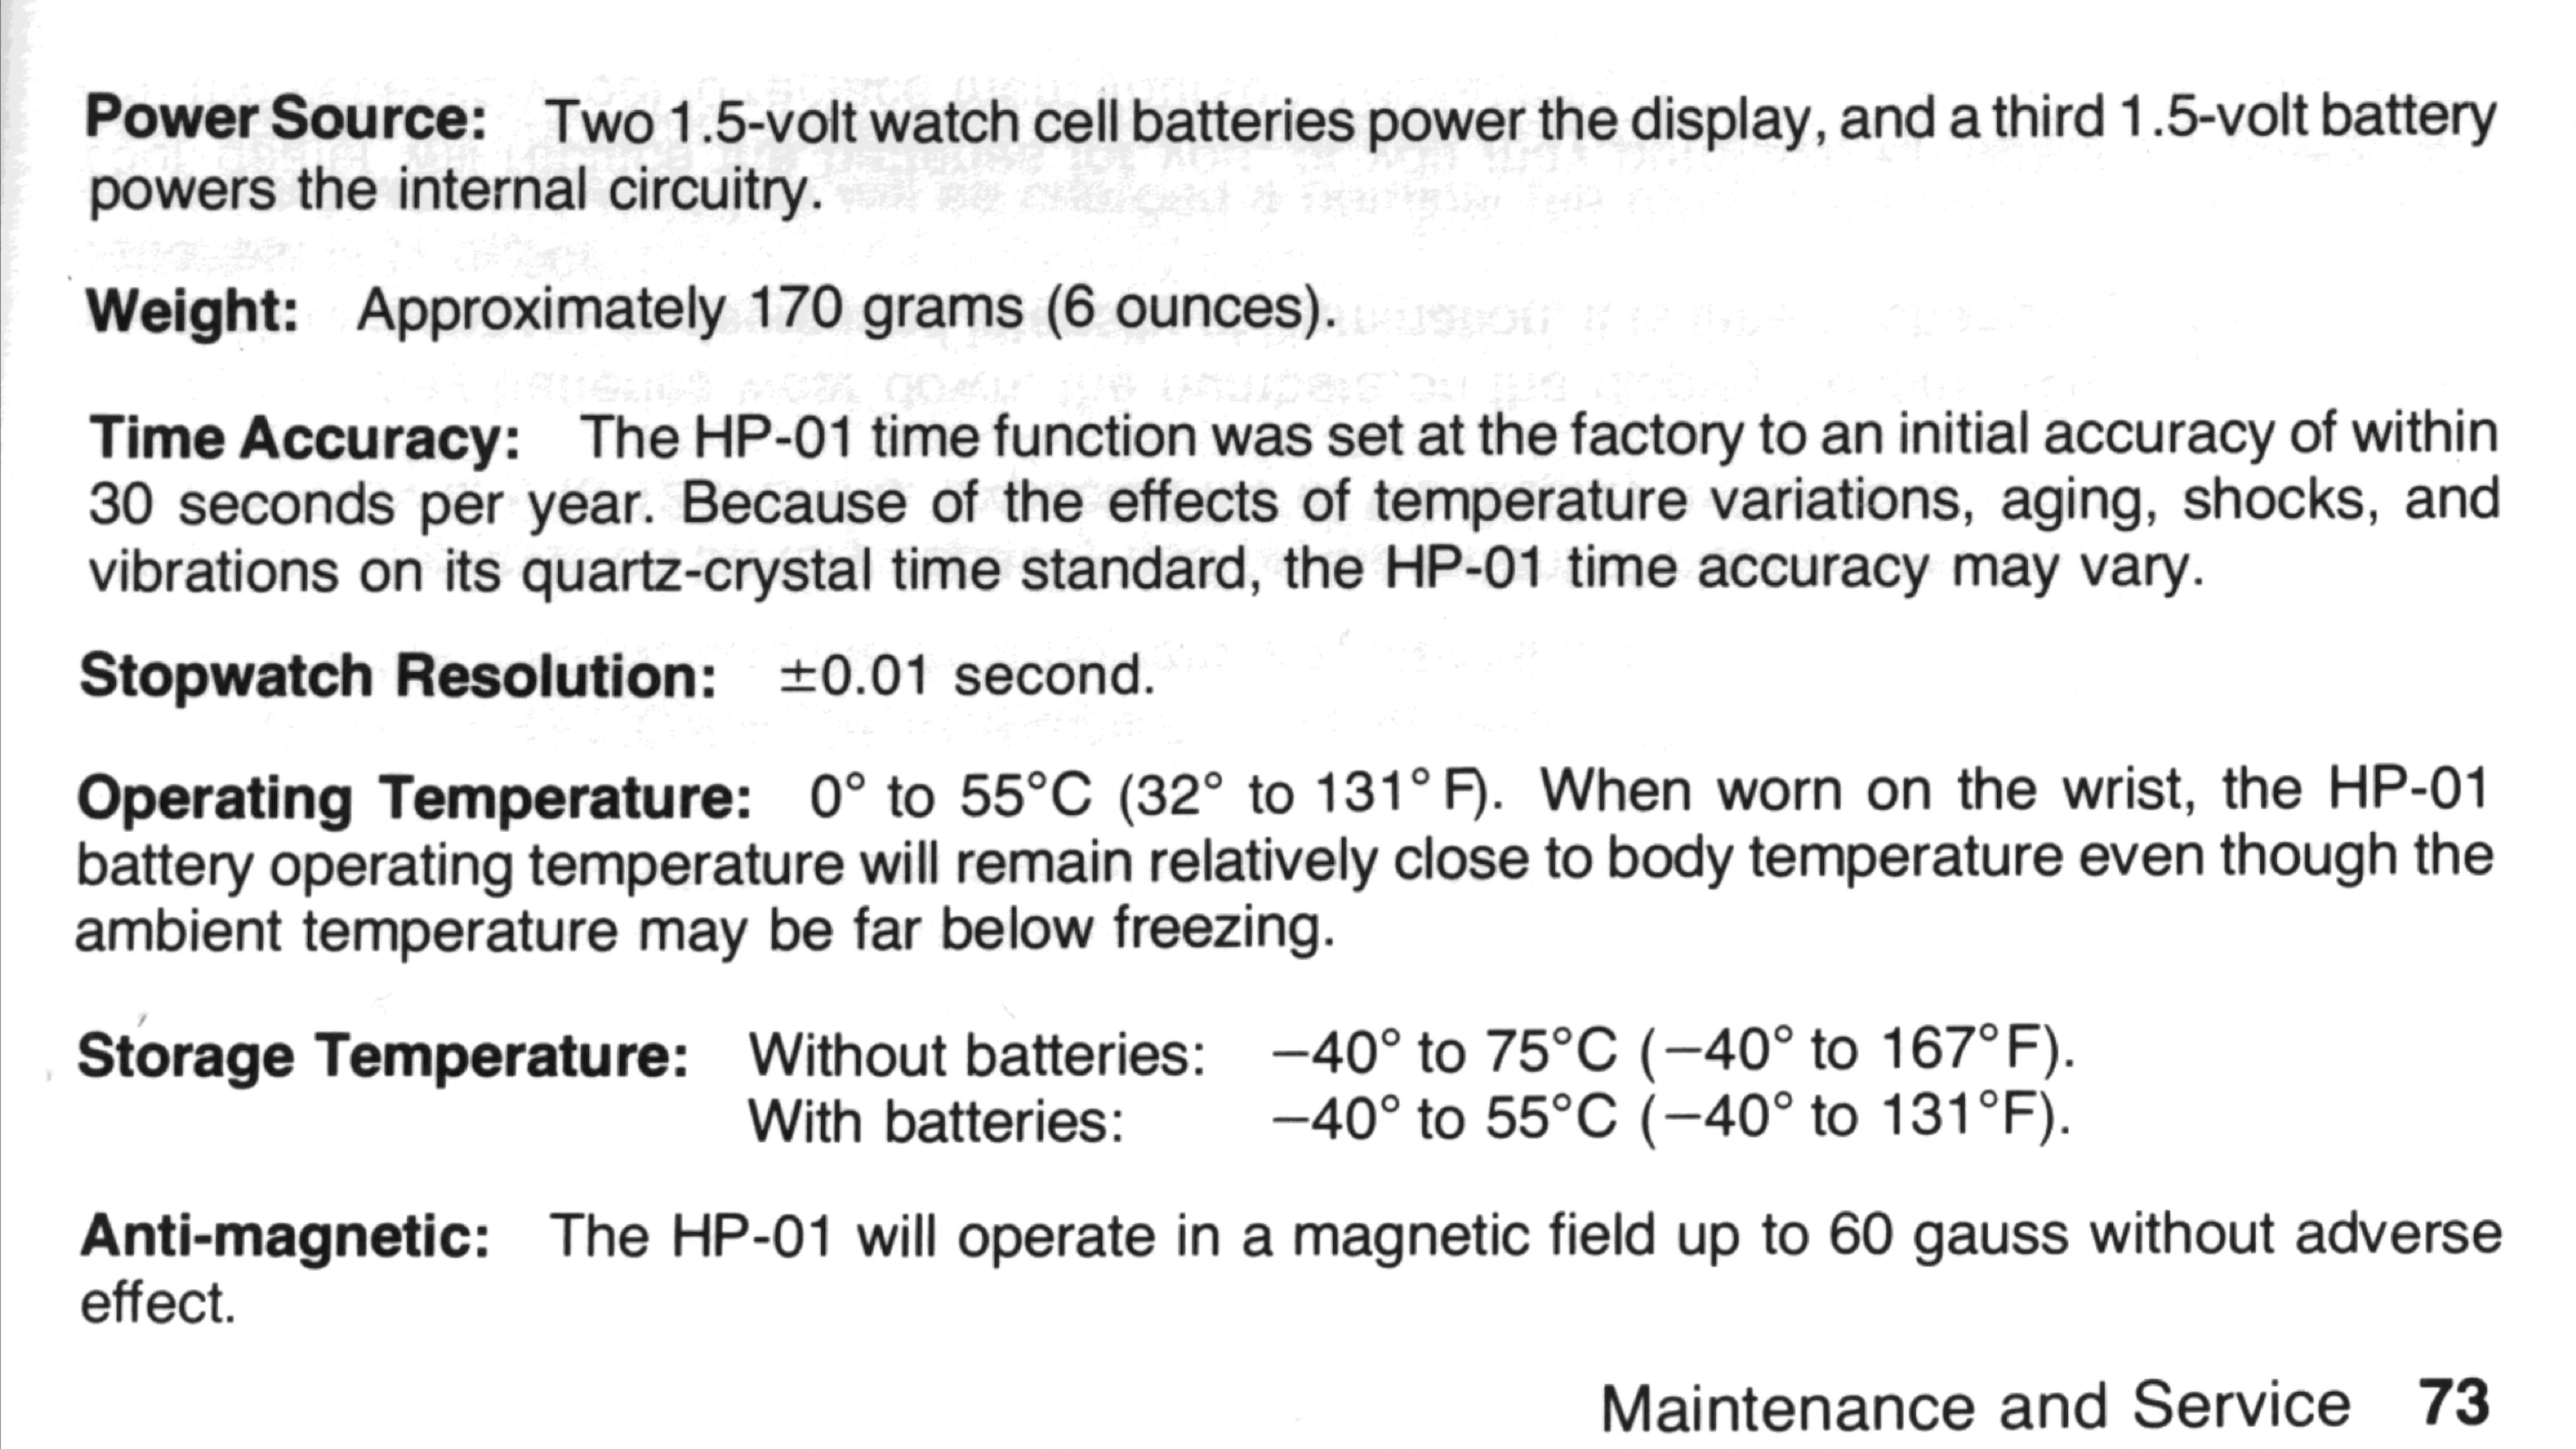 Power Source: Two 1.5-volt watch cell batteries power the display, and a third 1.5-volt battery
powers the internal circuitry.
Weight: Approximately 170 grams (6 ounces).
Time Accuracy: The HP-01 time function was set at the factory to an initial accuracy of within
30 seconds per year. Because of the effects of temperature variations, aging, shocks, and
vibrations on its quartz-crystal time standard, the HP-01 time accuracy may vary.
Stopwatch Resolution: ±0.01 second.
Operating Temperature: 0° to 55°C (32° to 131°F). When worn on the wrist, the HP-01
battery operating temperature will remain relatively close to body temperature even though the
ambient temperature may be far below freezing.
Storage Temperature: Without batteries: −40° to 75°C (−40° to 167°F).
With batteries: −40° to 55°C (−40° to 131°F).
Anti-magnetic: The HP-01 will operate in a magnetic field up to 60 gauss without adverse
effect.
Maintenance and Service 73